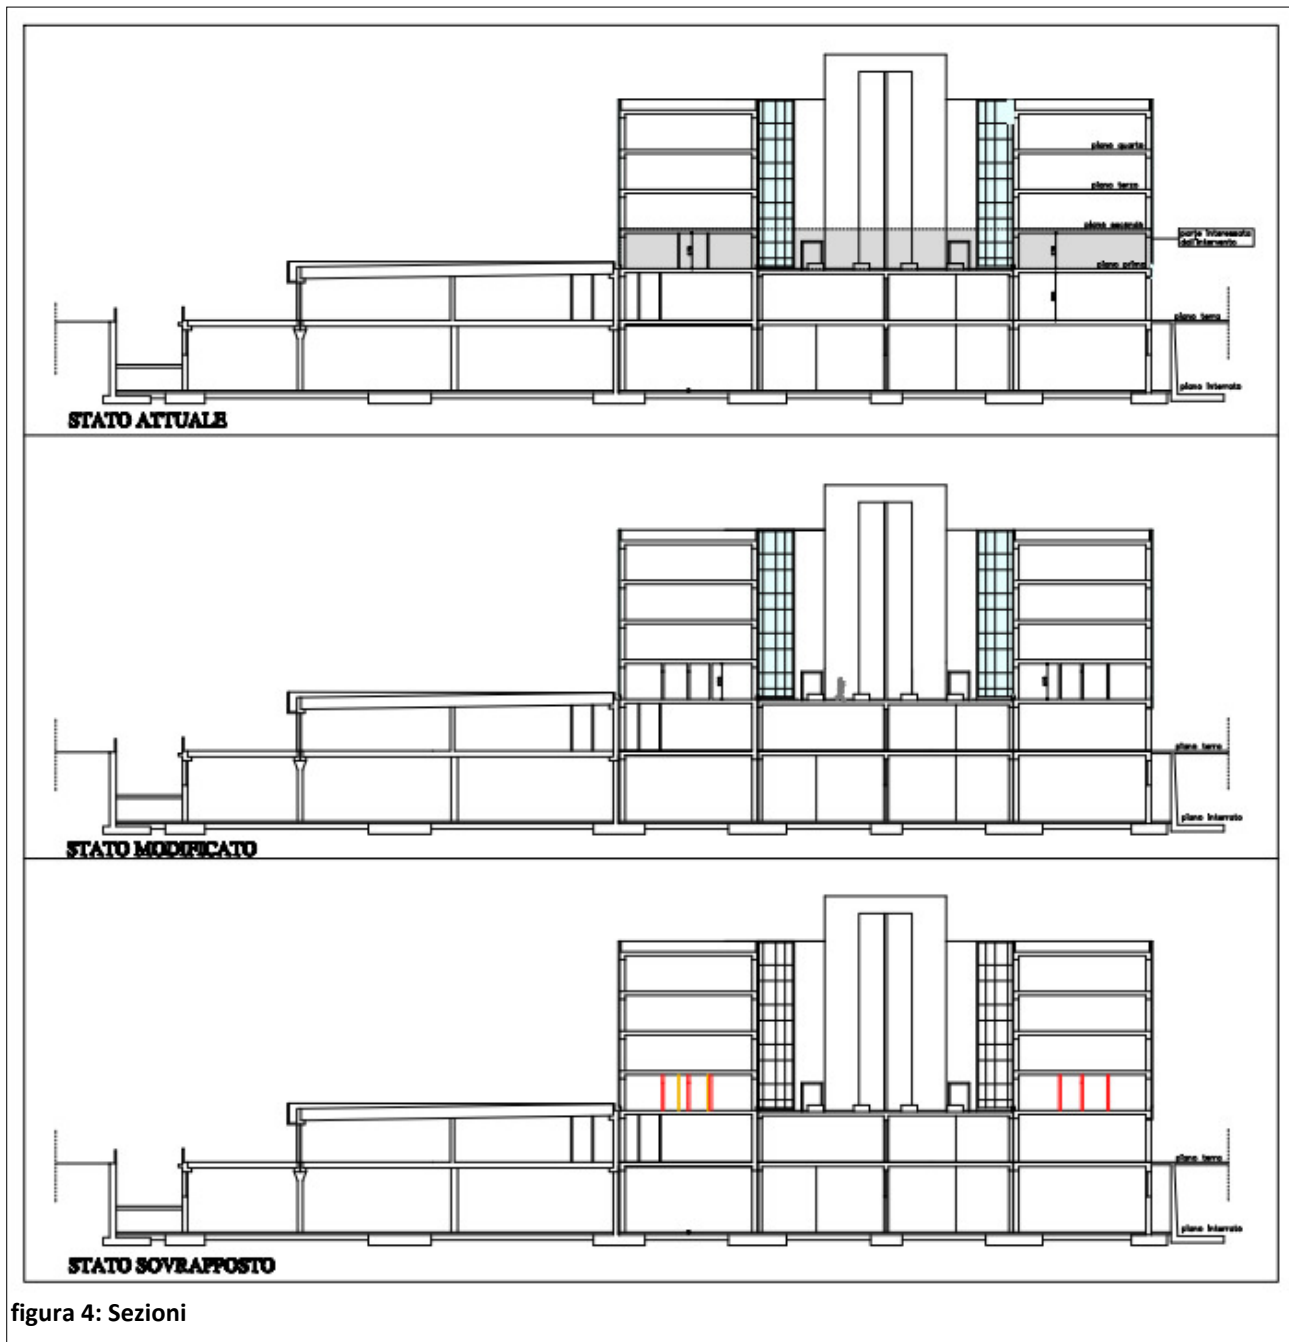 piano quarto
piano terzo
piano secondo
parte interessata
dall'intervento
piano primo
piano terra
piano interrato
STATO ATTUALE
piano terra
piano interrato
STATO MODIFICATO
piano terra
piano interrato
STATO SOVRAPPOSTO
figura 4: Sezioni